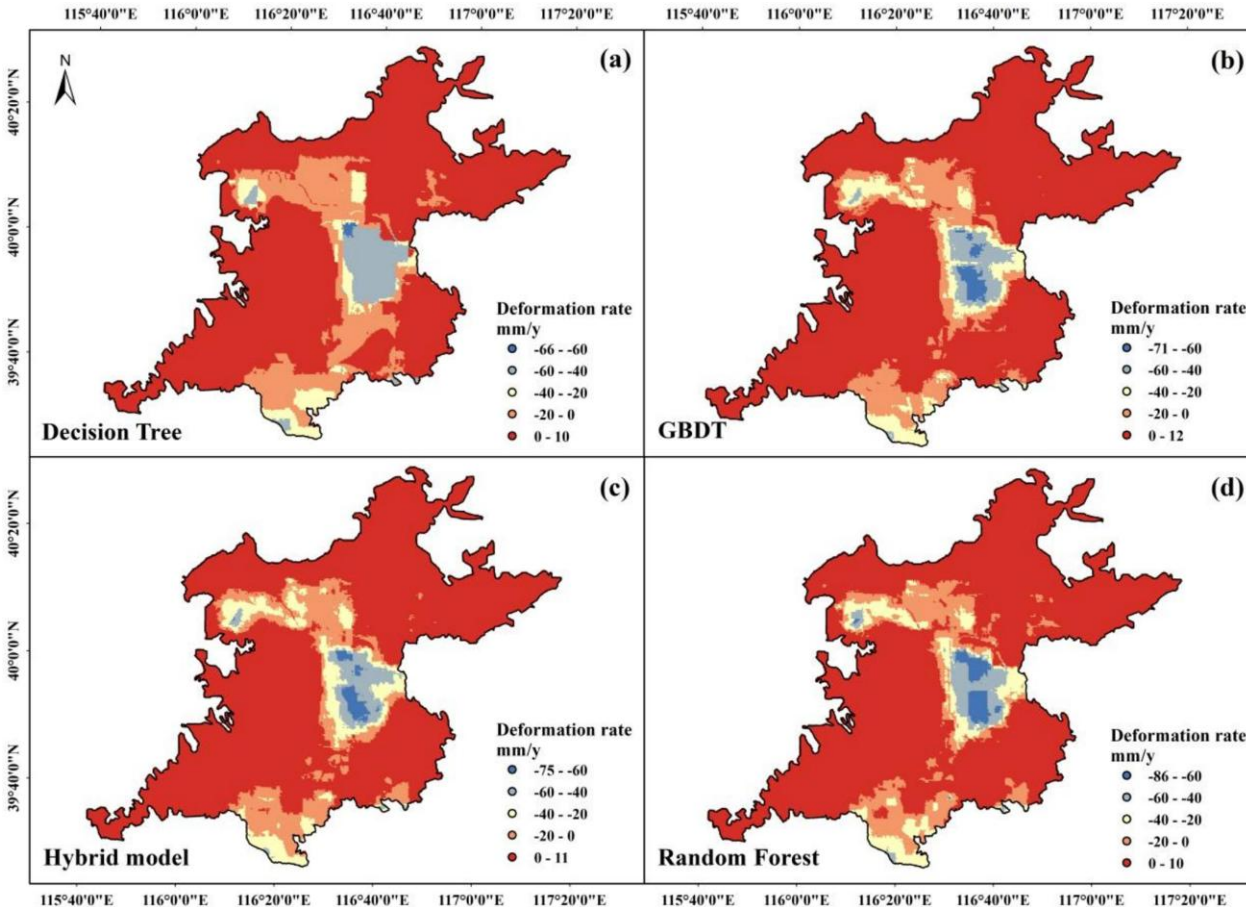 115°40'0"E 116°0'0"E 116°20'0"E 116°40'0"E 117°0'0"E 117°20'0"E 115°40'0"E 116°0'0"E 116°20'0"E 116°40'0"E 117°0'0"E 117°20'0"E
N
(a)
40°20'0"N
40°0'0"N
39°40'0"N
Deformation rate
mm/y
-66 - -60
-60 - -40
-40 - -20
-20 - 0
0 - 10
Decision Tree
(b)
Deformation rate
mm/y
-71 - -60
-60 - -40
-40 - -20
-20 - 0
0 - 12
GBDT
(c)
40°20'0"N
40°0'0"N
39°40'0"N
Deformation rate
mm/y
-75 - -60
-60 - -40
-40 - -20
-20 - 0
0 - 11
Hybrid model
(d)
Deformation rate
mm/y
-86 - -60
-60 - -40
-40 - -20
-20 - 0
0 - 10
Random Forest
115°40'0"E 116°0'0"E 116°20'0"E 116°40'0"E 117°0'0"E 117°20'0"E 115°40'0"E 116°0'0"E 116°20'0"E 116°40'0"E 117°0'0"E 117°20'0"E